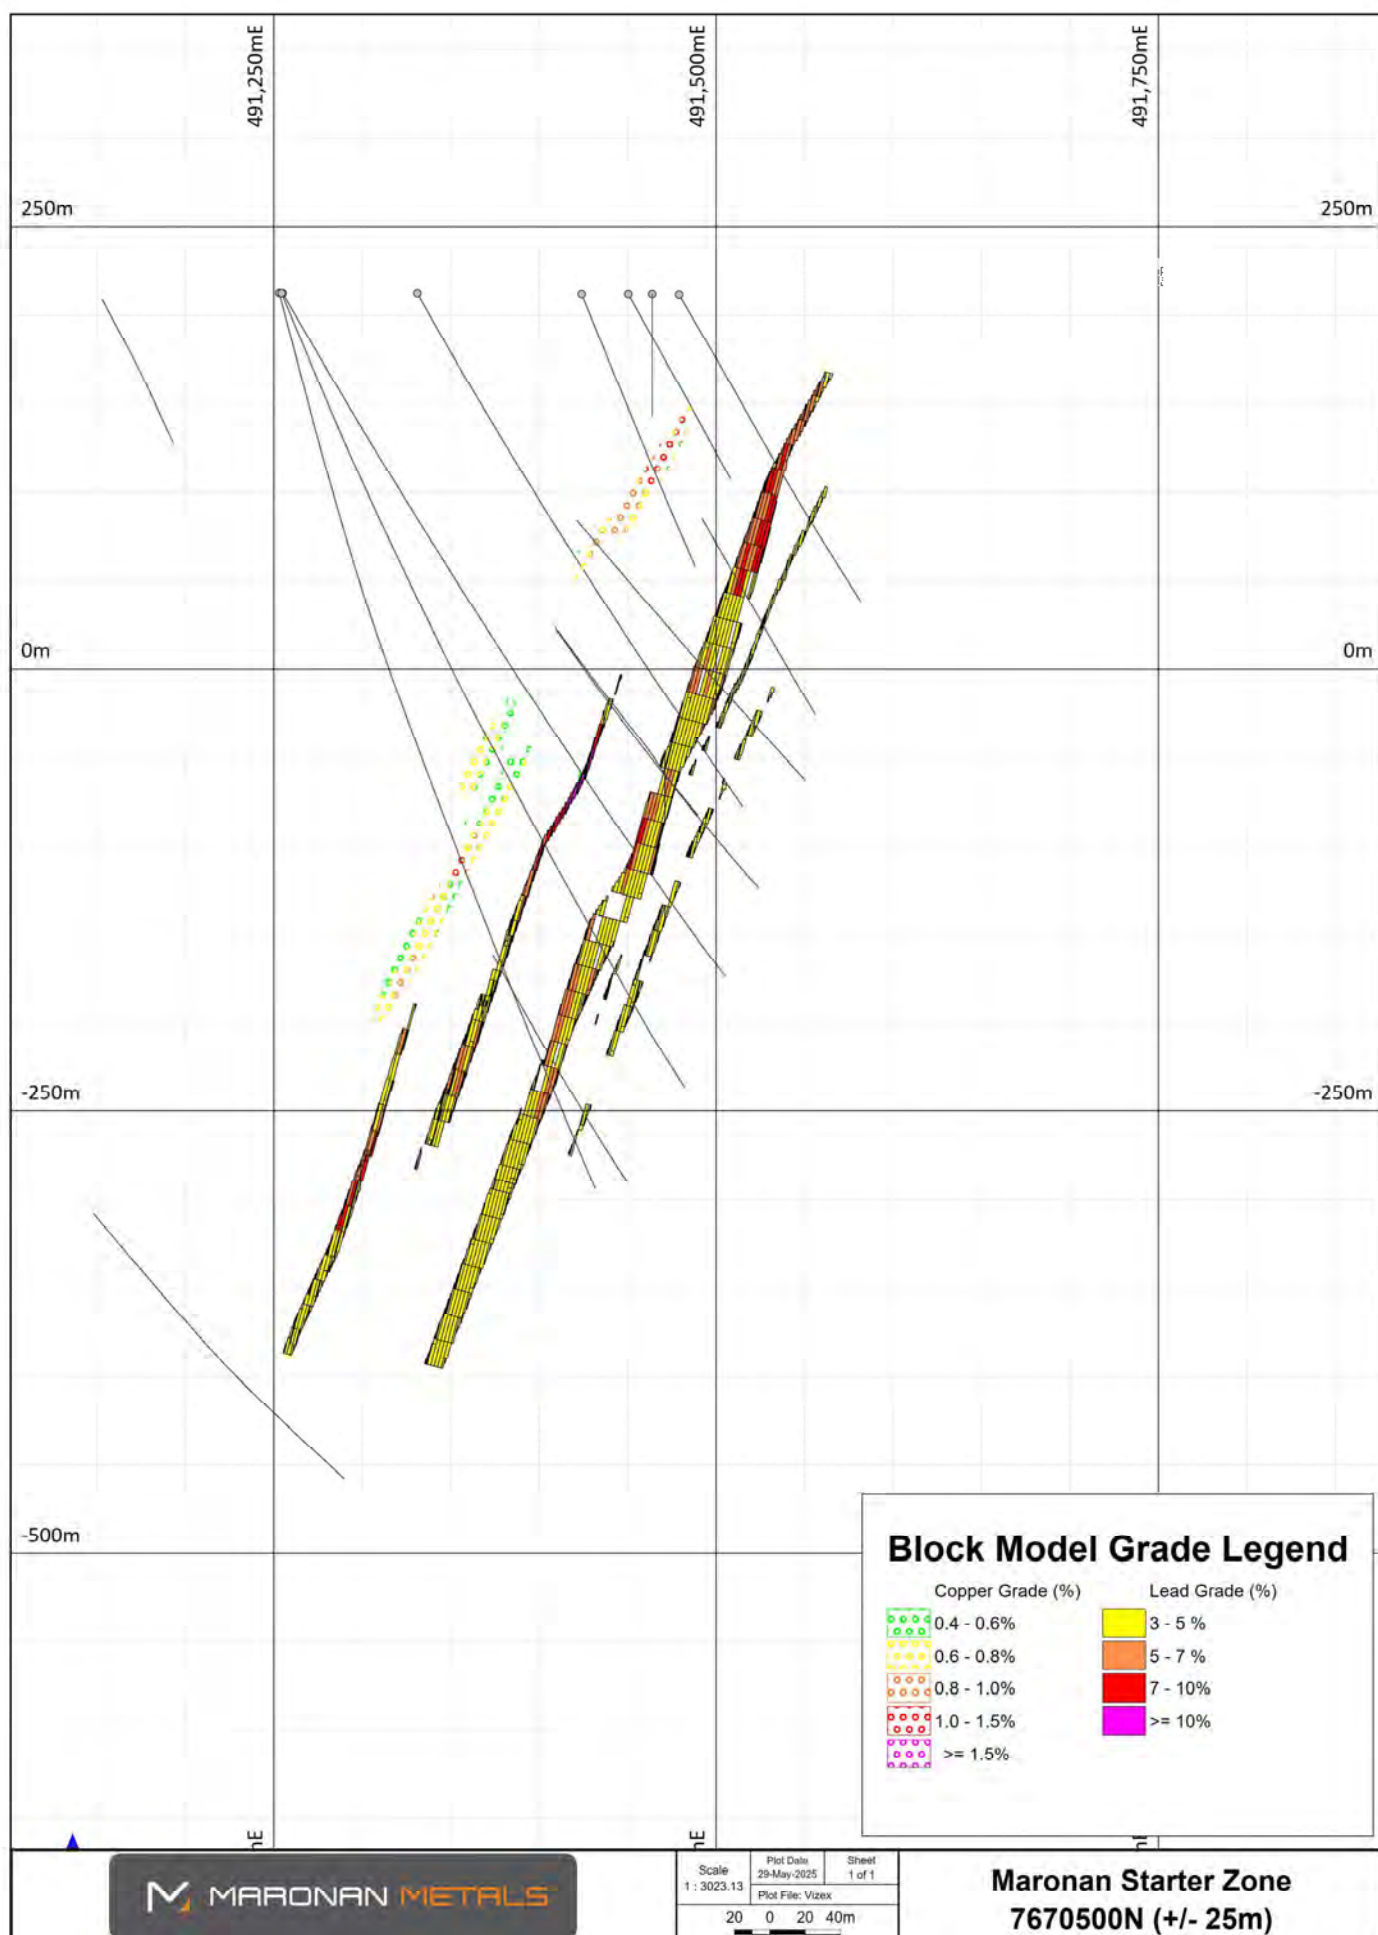 491,250mE
491,500mE
491,750mE
250m
250m
0m
0m
-250m
-250m
-500m
Block Model Grade Legend
Copper Grade (%)
Lead Grade (%)
0.4 - 0.6%
3 - 5 %
0.6 - 0.8%
5 - 7 %
0.8 - 1.0%
7 - 10%
1.0 - 1.5%
>= 10%
>= 1.5%
MARONAN METALS
Scale
1 : 3023.13
Plot Date
29-May-2025
Sheet
1 of 1
Plot File: Vizex
20 0 20 40m
Maronan Starter Zone
7670500N (+/- 25m)